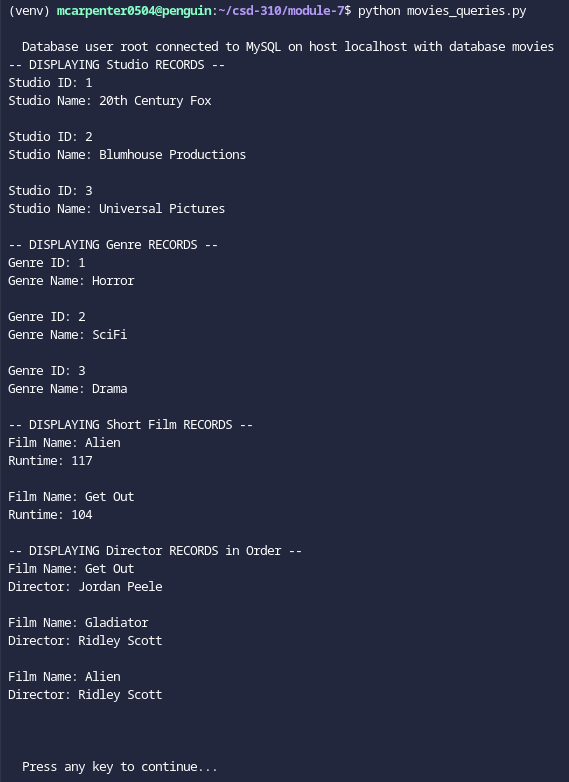 (venv) mcarpenter0504@penguin:~/csd-310/module-7$ python movies_queries.py
Database user root connected to MySQL on host localhost with database movies
-- DISPLAYING Studio RECORDS --
Studio ID: 1
Studio Name: 20th Century Fox
Studio ID: 2
Studio Name: Blumhouse Productions
Studio ID: 3
Studio Name: Universal Pictures
-- DISPLAYING Genre RECORDS --
Genre ID: 1
Genre Name: Horror
Genre ID: 2
Genre Name: SciFi
Genre ID: 3
Genre Name: Drama
-- DISPLAYING Short Film RECORDS --
Film Name: Alien
Runtime: 117
Film Name: Get Out
Runtime: 104
-- DISPLAYING Director RECORDS in Order --
Film Name: Get Out
Director: Jordan Peele
Film Name: Gladiator
Director: Ridley Scott
Film Name: Alien
Director: Ridley Scott
Press any key to continue...